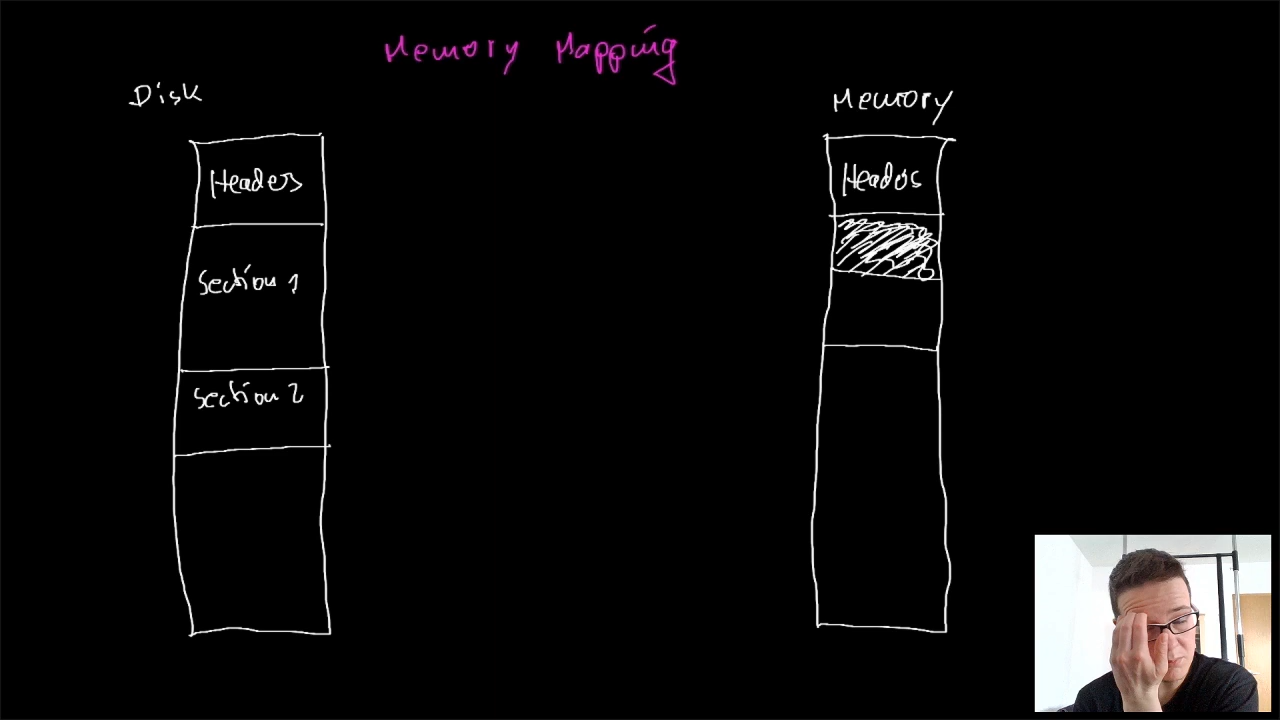 Memory Mapping
Disk
Memory
Headers
Headers
Section 1
Section 2